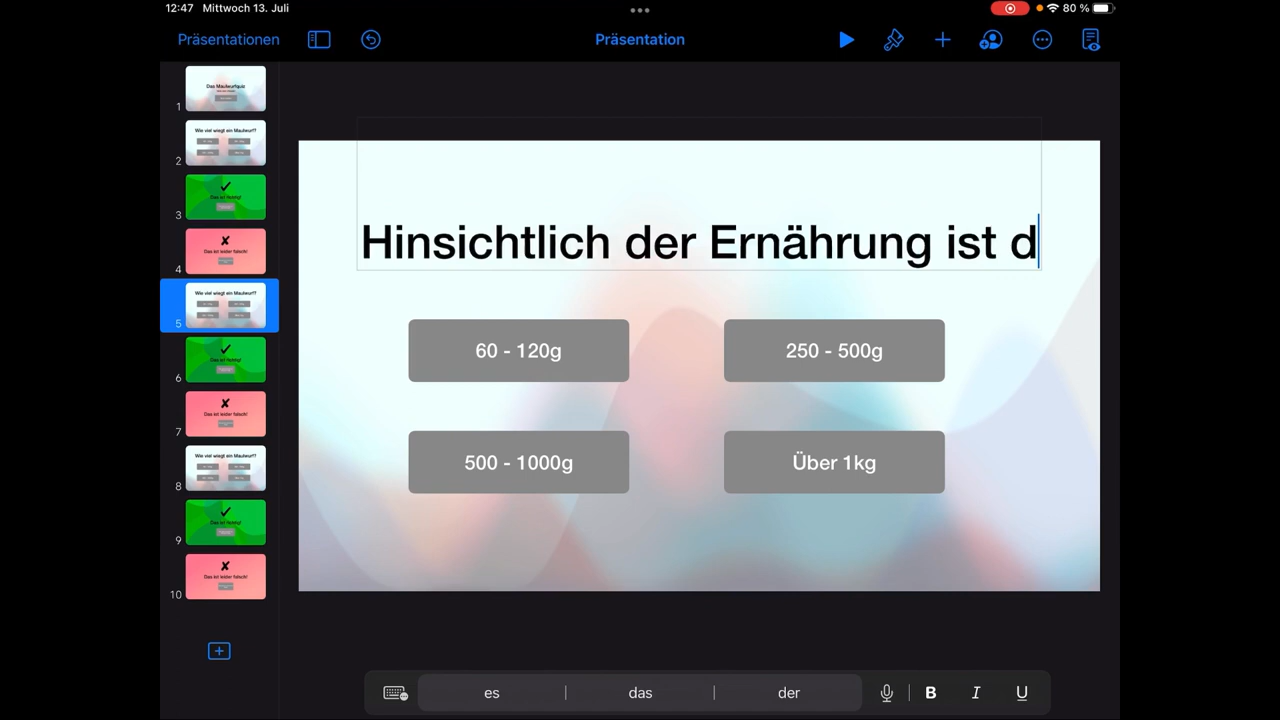 12:47 Mittwoch 13. Juli
80 %
Präsentationen
Präsentation
1
Das Maulwurfquiz
2
Wie viel wiegt ein Maulwurf?
3
Das ist richtig!
4
Das ist leider falsch!
5
Wie viel wiegt ein Maulwurf?
6
Das ist richtig!
7
Das ist leider falsch!
8
Wie viel wiegt ein Maulwurf?
9
Das ist richtig!
10
Das ist leider falsch!
Hinsichtlich der Ernährung ist d
60 - 120g
250 - 500g
500 - 1000g
Über 1kg
es das der
B I U